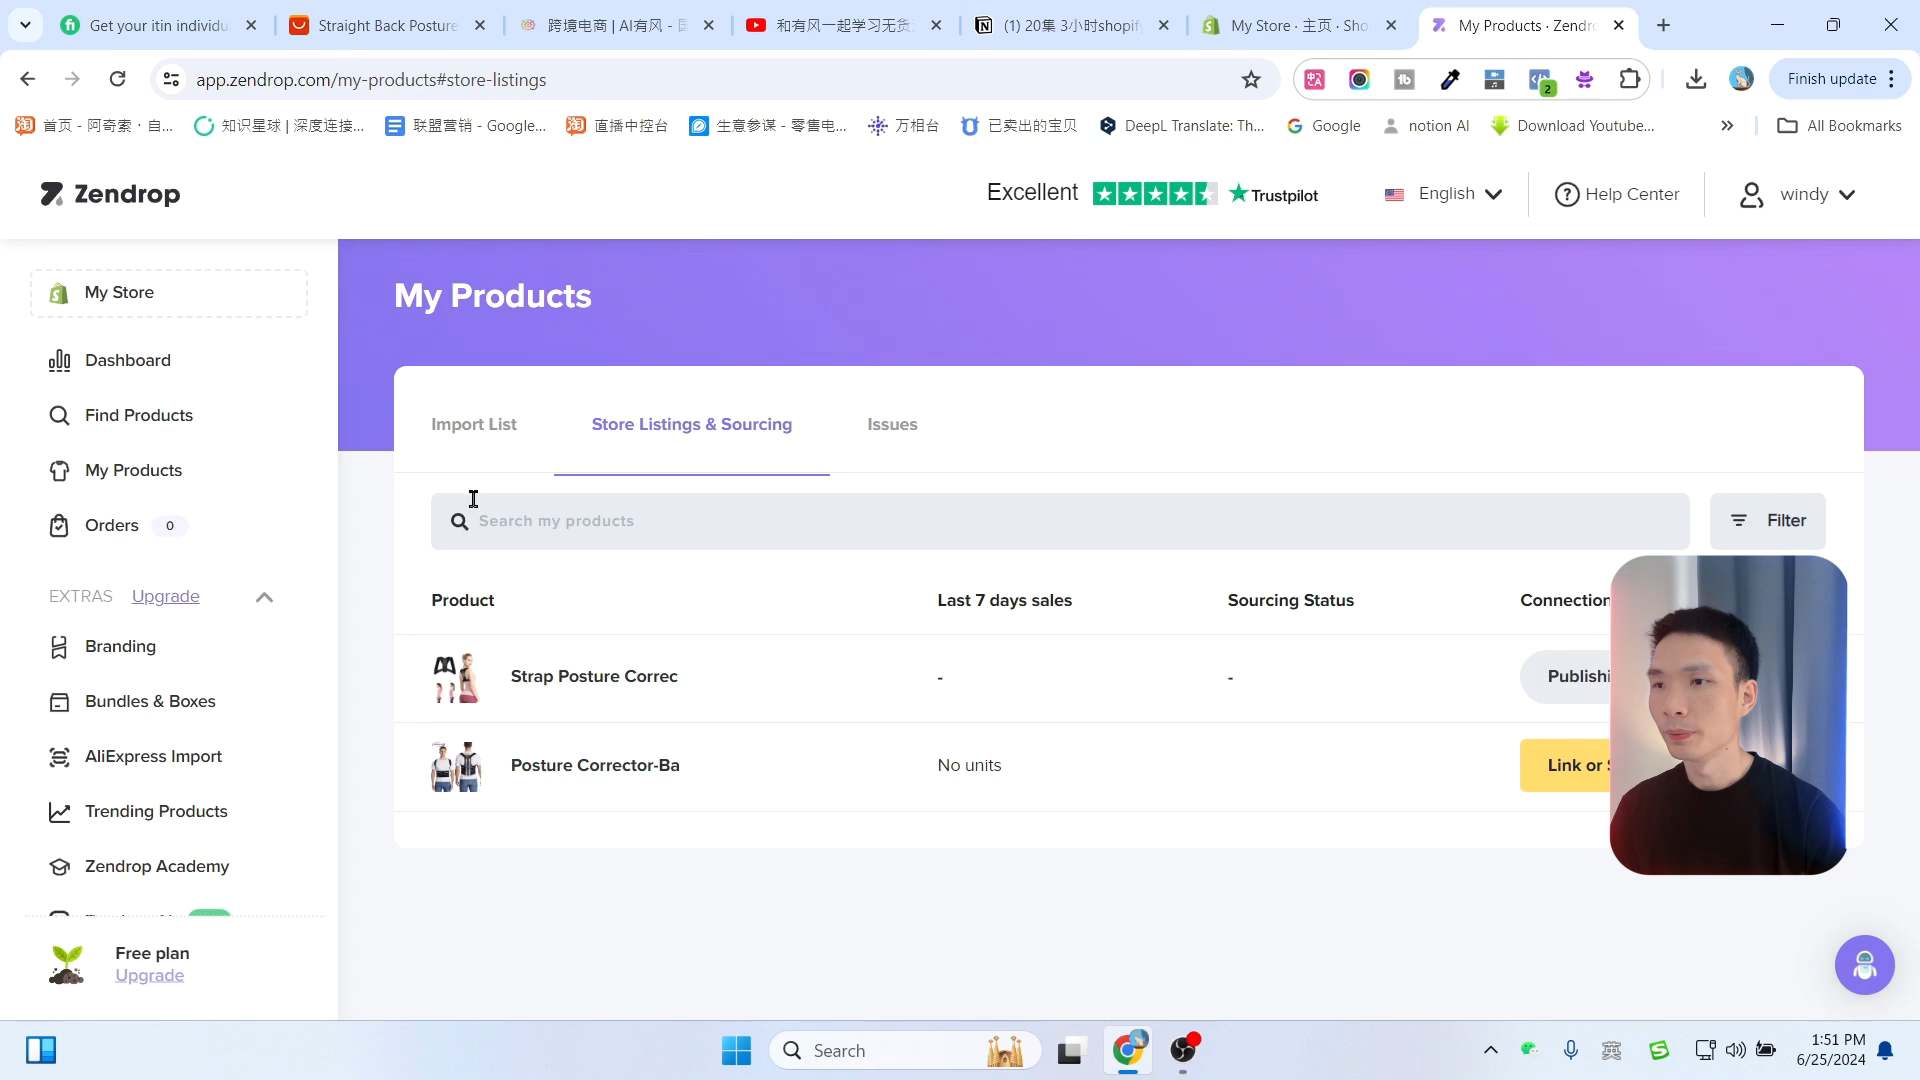 Get your itin individu
Straight Back Posture
跨境电商 | AI有风 - 国
和有风一起学习无货
(1) 20集 3小时shopif
My Store · 主页 · Sho
My Products · Zendro
app.zendrop.com/my-products#store-listings
Finish update
首页 - 阿奇索 · 自...
知识星球 | 深度连接...
联盟营销 - Google...
直播中控台
生意参谋 - 零售电...
万相台
已卖出的宝贝
DeepL Translate: Th...
Google
notion AI
Download Youtube...
All Bookmarks
Zendrop
Excellent
Trustpilot
English
Help Center
windy
My Store
Dashboard
Find Products
My Products
Orders 0
EXTRAS Upgrade
Branding
Bundles & Boxes
AliExpress Import
Trending Products
Zendrop Academy
Free plan
Upgrade
My Products
Import List
Store Listings & Sourcing
Issues
Search my products
Filter
Product
Last 7 days sales
Sourcing Status
Connection
Strap Posture Correc
-
-
Publishi
Posture Corrector-Ba
No units
Link or
Search
英
1:51 PM
6/25/2024